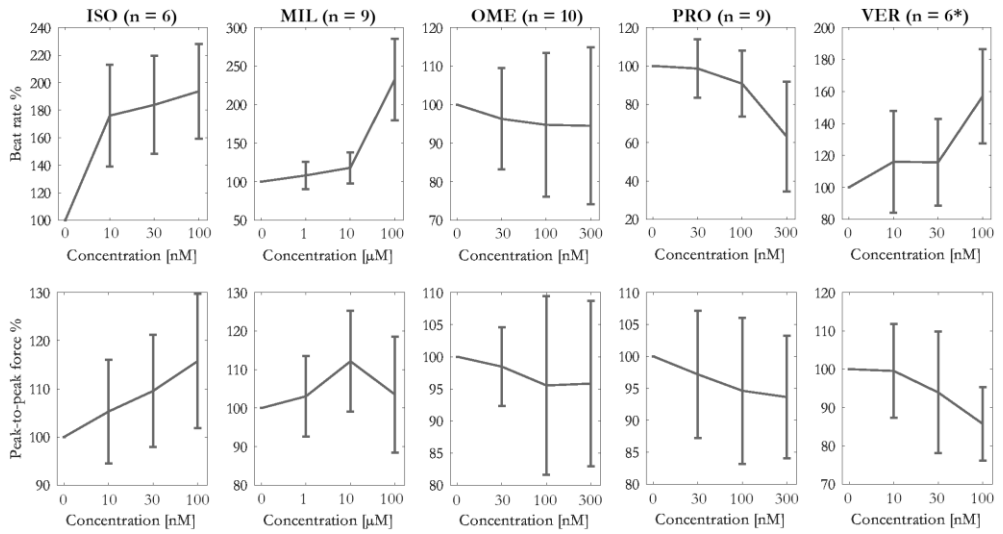 ISO (n = 6)
MIL (n = 9)
OME (n = 10)
PRO (n = 9)
VER (n = 6*)
Beat rate %
240
220
200
180
160
140
120
100
0 10 30 100
Concentration [nM]
300
250
200
150
100
50
0 1 10 100
Concentration [µM]
120
110
100
90
80
70
0 30 100 300
Concentration [nM]
120
100
80
60
40
20
0 30 100 300
Concentration [nM]
200
180
160
140
120
100
80
0 10 30 100
Concentration [nM]
Peak-to-peak force %
130
120
110
100
90
0 10 30 100
Concentration [nM]
130
120
110
100
90
80
0 1 10 100
Concentration [µM]
110
105
100
95
90
85
80
0 30 100 300
Concentration [nM]
110
105
100
95
90
85
80
0 30 100 300
Concentration [nM]
120
110
100
90
80
70
0 10 30 100
Concentration [nM]